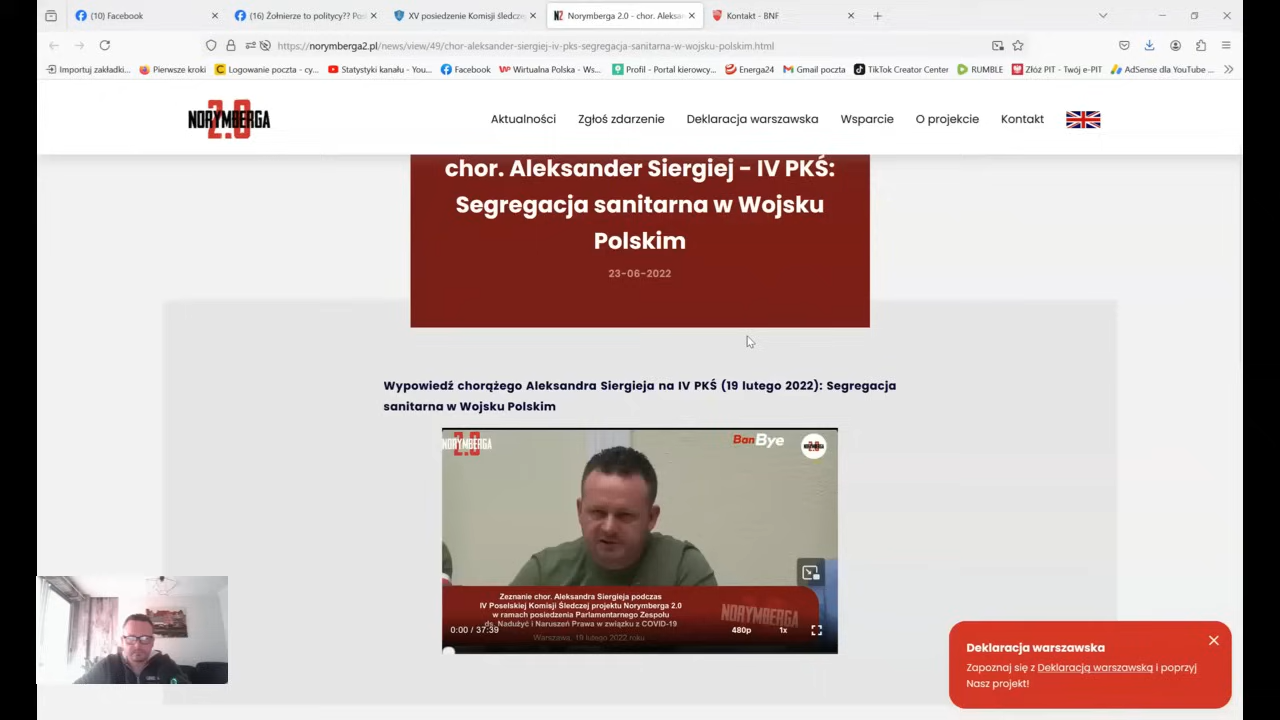 (10) Facebook
(16) Żołnierze to politycy?? Pos
XV posiedzenie Komisji śledcze
Norymberga 2.0 - chor. Aleksan
Kontakt - BNF
https://norymberga2.pl/news/view/49/chor-aleksander-siergiej-iv-pks-segregacja-sanitarna-w-wojsku-polskim.html
Importuj zakładki...
Pierwsze kroki
Logowanie poczta - cy...
Statystyki kanału - You...
Facebook
Wirtualna Polska - Ws...
Profil - Portal kierowcy...
Energa24
Gmail poczta
TikTok Creator Center
RUMBLE
Złóż PIT - Twój e-PIT
AdSense dla YouTube ...
NORYMBERGA 2.0
Aktualności
Zgłoś zdarzenie
Deklaracja warszawska
Wsparcie
O projekcie
Kontakt
chor. Aleksander Siergiej - IV PKŚ:
Segregacja sanitarna w Wojsku
Polskim
23-06-2022
Wypowiedź chorążego Aleksandra Siergieja na IV PKŚ (19 lutego 2022): Segregacja
sanitarna w Wojsku Polskim
NORYMBERGA 2.0
BanBye
Zeznanie chor. Aleksandra Siergieja podczas
IV Poselskiej Komisji Śledczej projektu Norymberga 2.0
w ramach posiedzenia Parlamentarnego Zespołu
ds. Nadużyć i Naruszeń Prawa w związku z COVID-19
Warszawa, 19 lutego 2022 roku
NORYMBERGA
0:00 / 37:39
480p
1x
Deklaracja warszawska
Zapoznaj się z Deklaracją warszawską i poprzyj
Nasz projekt!